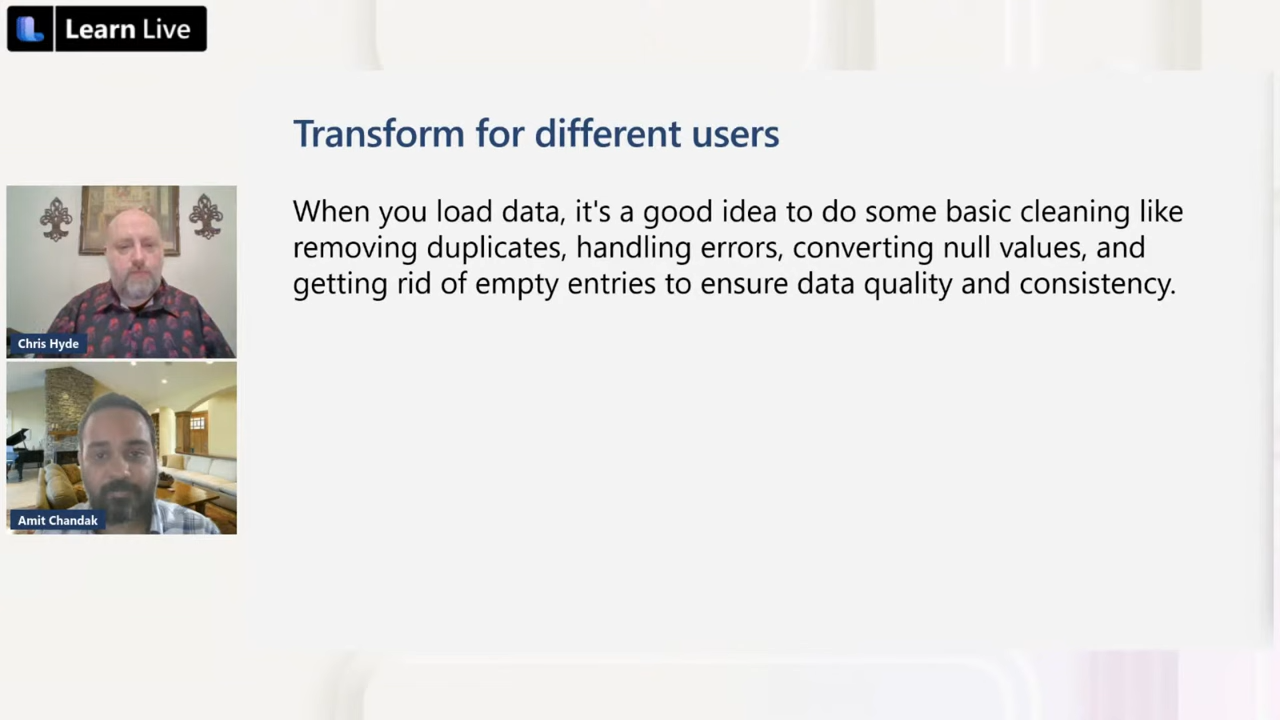 Learn Live
Transform for different users
When you load data, it's a good idea to do some basic cleaning like
removing duplicates, handling errors, converting null values, and
getting rid of empty entries to ensure data quality and consistency.
Chris Hyde
Amit Chandak